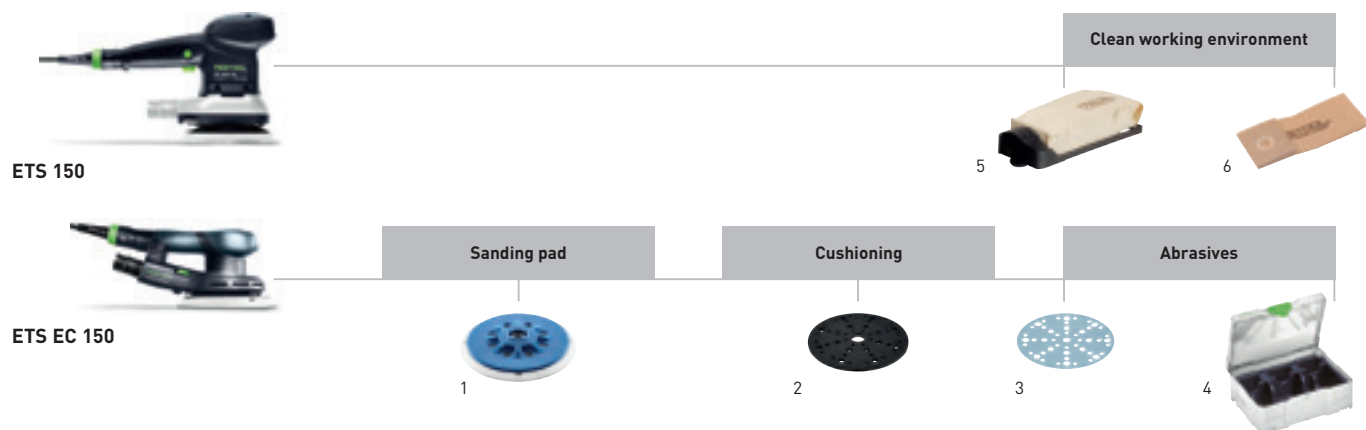 Clean working environment
5
6
ETS 150
Sanding pad
Cushioning
Abrasives
ETS EC 150
1
2
3
4